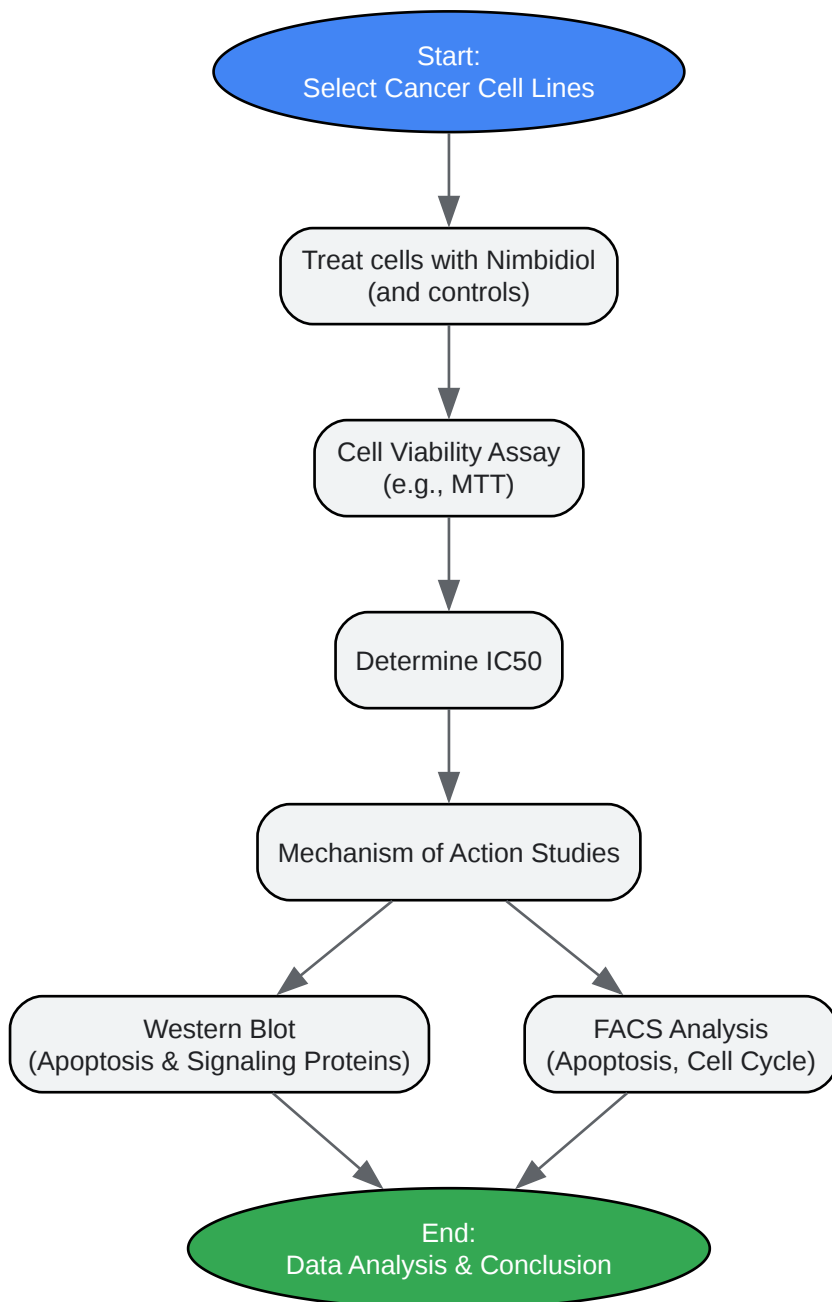 Start:
Select Cancer Cell Lines
Treat cells with Nimbidiol
(and controls)
Cell Viability Assay
(e.g., MTT)
Determine IC50
Mechanism of Action Studies
Western Blot
(Apoptosis & Signaling Proteins)
FACS Analysis
(Apoptosis, Cell Cycle)
End:
Data Analysis & Conclusion